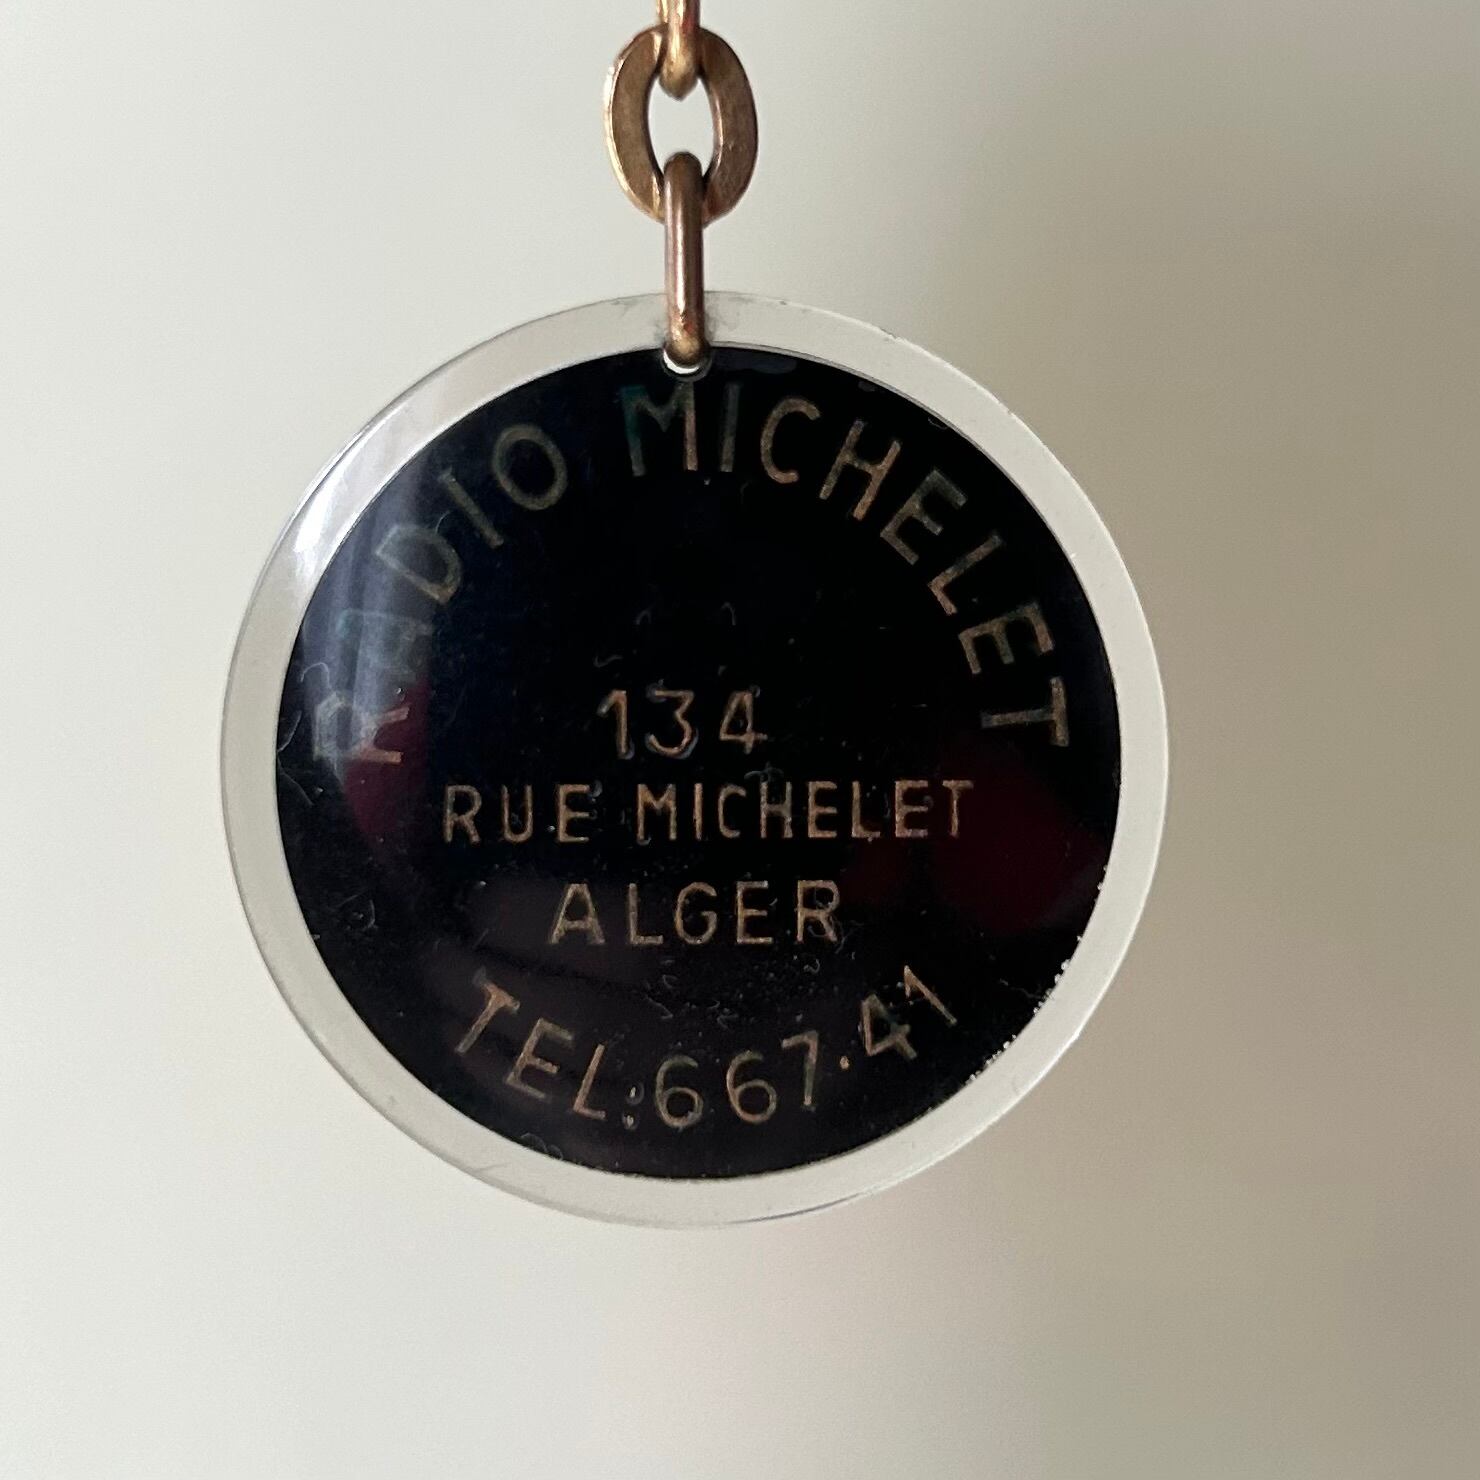 RADIO MICHELET
134
RUE MICHELET
ALGER
TEL:667.41